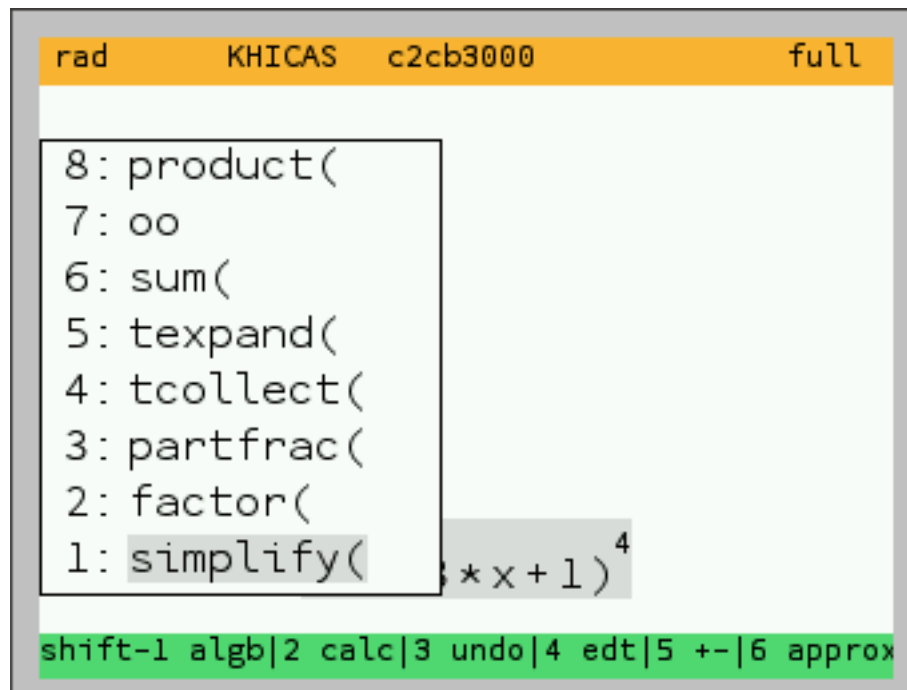 rad KHICAS c2cb3000 full
8: product(
7: oo
6: sum(
5: texpand(
4: tcollect(
3: partfrac(
2: factor(
1: simplify(
*x+1)^4
shift-1 algb|2 calc|3 undo|4 edt|5 +-|6 approx